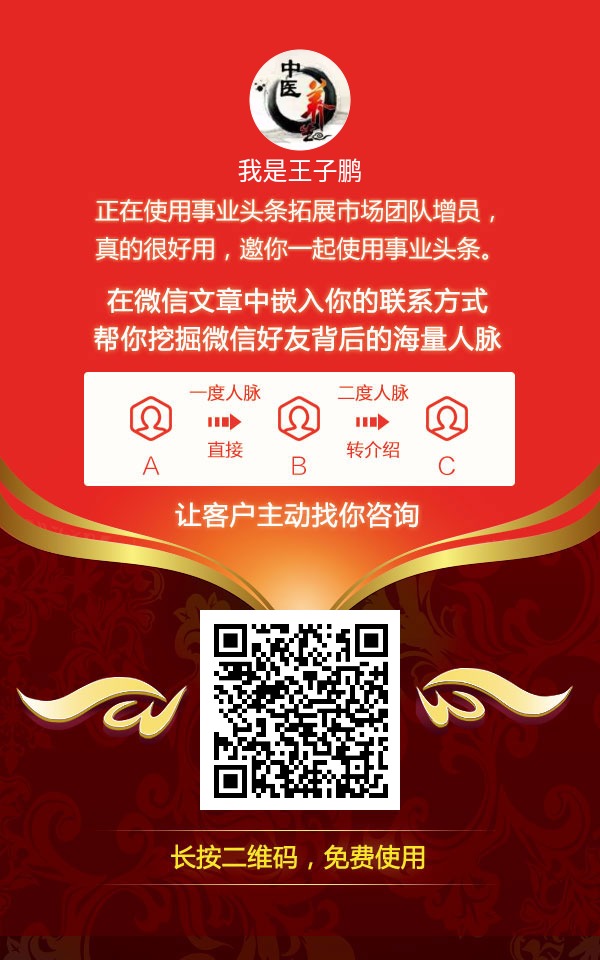 中医
养
我是王子鹏
正在使用事业头条拓展市场团队增员，
真的很好用，邀你一起使用事业头条。
在微信文章中嵌入你的联系方式
帮你挖掘微信好友背后的海量人脉
一度人脉 二度人脉
直接 转介绍
A B C
让客户主动找你咨询
长按二维码，免费使用